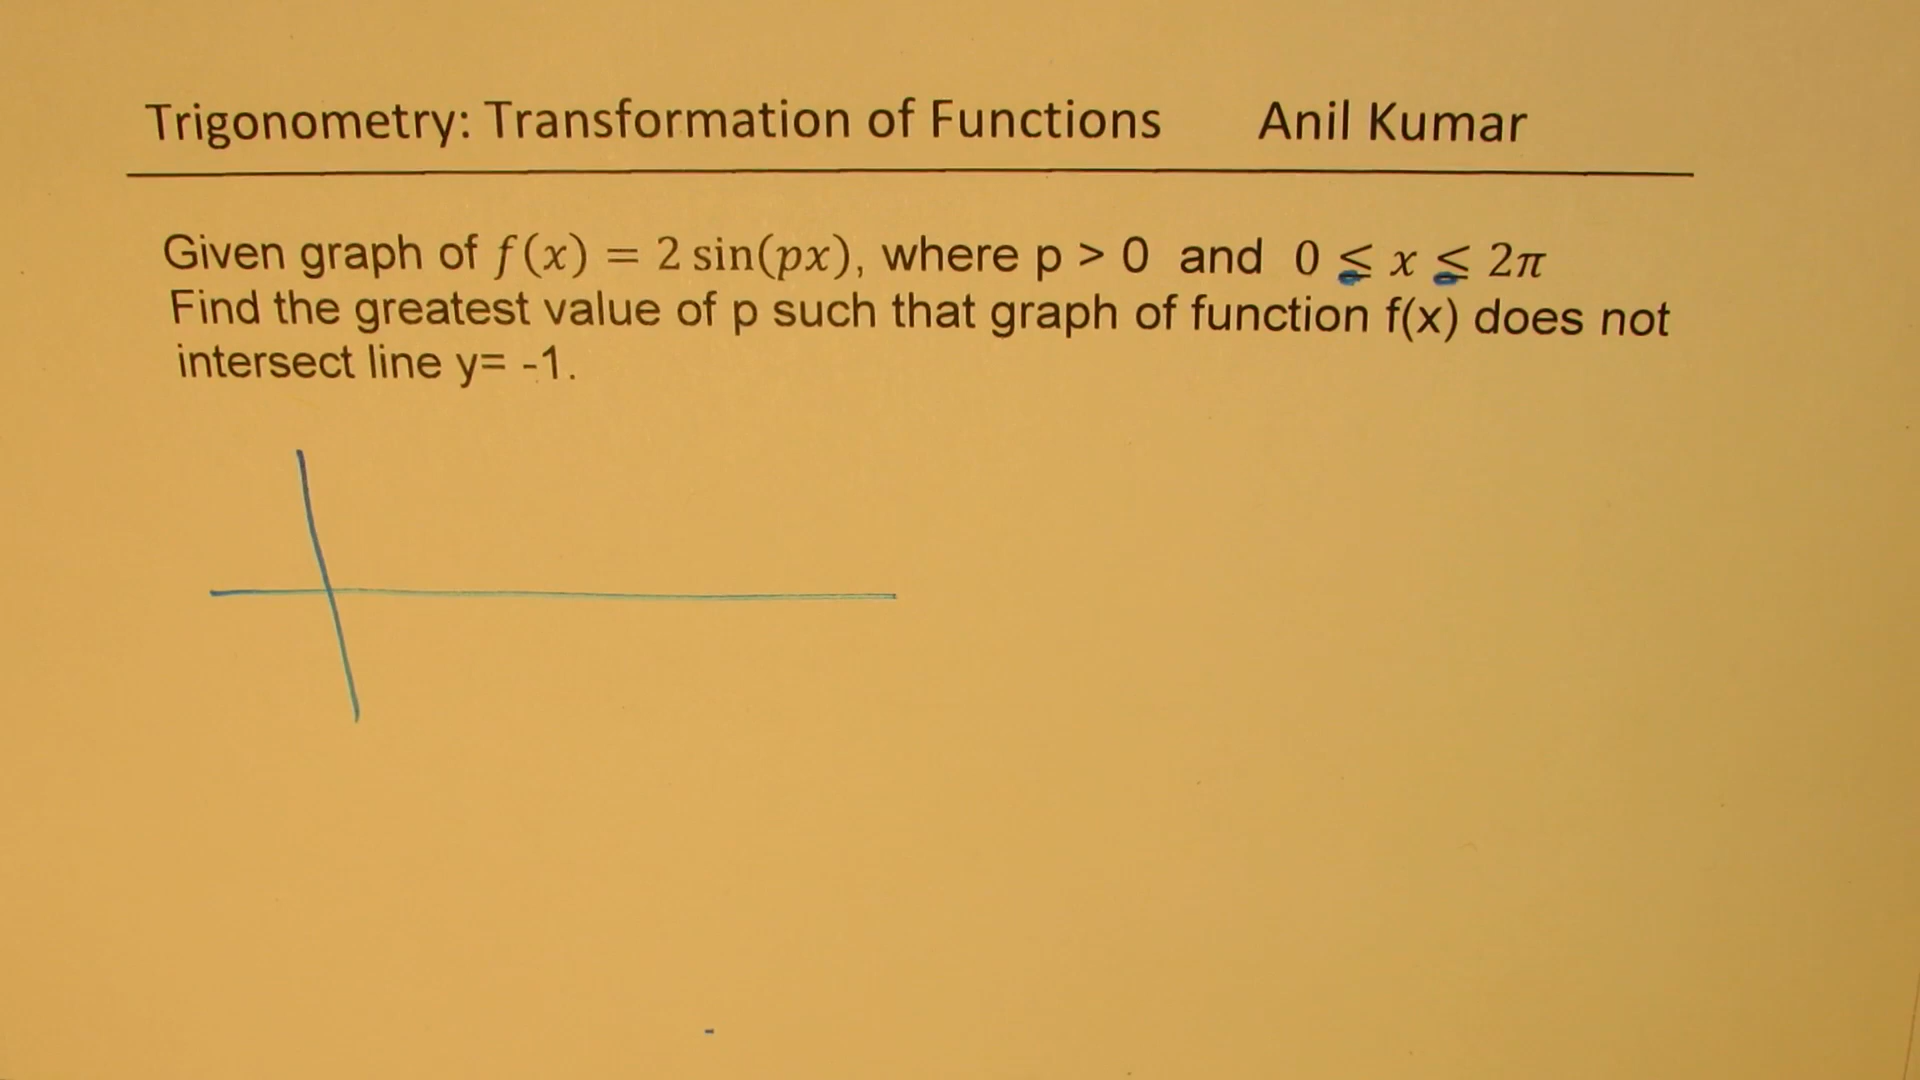 Trigonometry: Transformation of Functions Anil Kumar
Given graph of f(x) = 2 sin(px), where p > 0 and 0 ≤ x ≤ 2π
Find the greatest value of p such that graph of function f(x) does not
intersect line y= -1.